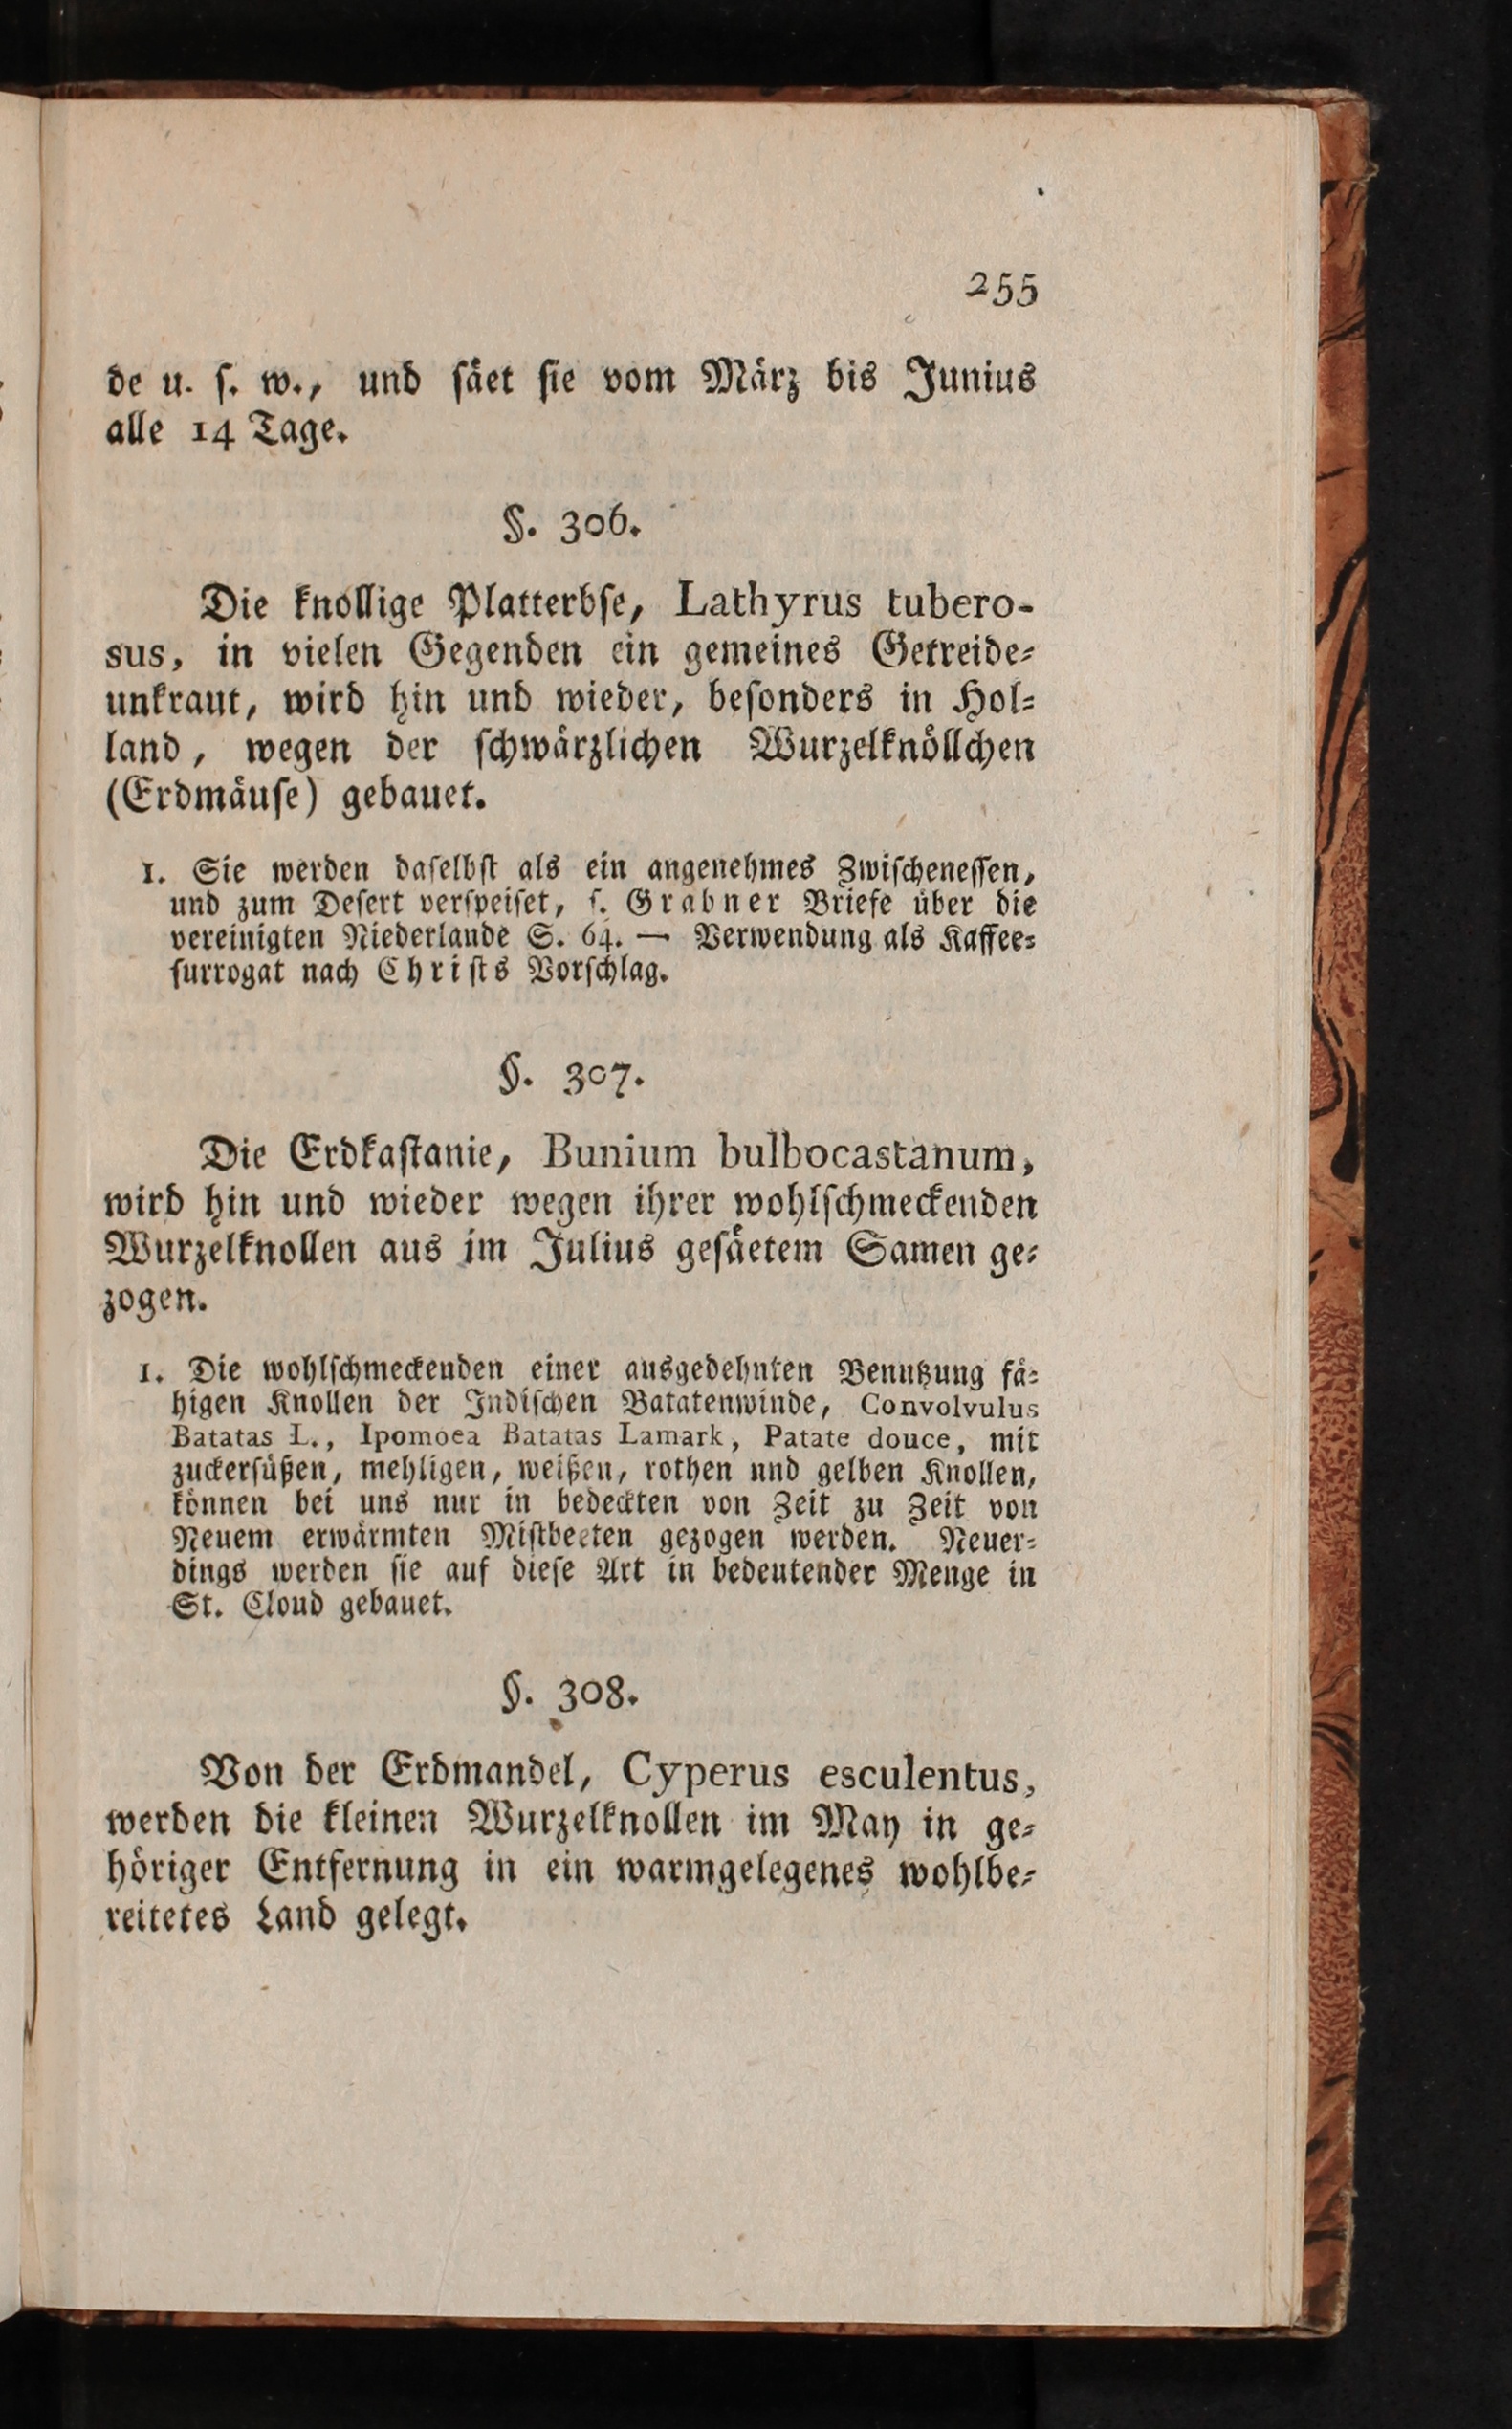 255
de u. ſ. w., und ſäet ſie vom März bis Junius
alle 14 Tage.
§. 306.
Die knollige Platterbſe, Lathyrus tubero-
sus, in vielen Gegenden ein gemeines Getreide-
unkraut, wird hin und wieder, beſonders in Hol-
land, wegen der ſchwärzlichen Wurzelknöllchen
(Erdmäuſe) gebauet.
1. Sie werden daſelbſt als ein angenehmes Zwiſcheneſſen,
und zum Deſert verſpeiſet, ſ. Grabner Briefe über die
vereinigten Niederlande S. 64. — Verwendung als Kaffee-
ſurrogat nach Chriſts Vorſchlag.
§. 307.
Die Erdkaſtanie, Bunium bulbocastanum,
wird hin und wieder wegen ihrer wohlſchmeckenden
Wurzelknollen aus im Julius geſäetem Samen ge-
zogen.
1. Die wohlſchmeckenden einer ausgedehnten Benutzung fä-
higen Knollen der Indiſchen Batatenwinde, Convolvulus
Batatas L., Ipomoea Batatas Lamark, Patate douce, mit
zuckerſüßen, mehligen, weißen, rothen und gelben Knollen,
können bei uns nur in bedeckten von Zeit zu Zeit von
Neuem erwärmten Miſtbeeten gezogen werden. Neuer-
dings werden ſie auf dieſe Art in bedeutender Menge in
St. Cloud gebauet.
§. 308.
Von der Erdmandel, Cyperus esculentus,
werden die kleinen Wurzelknollen im May in ge-
höriger Entfernung in ein warmgelegenes wohlbe-
reitetes Land gelegt.